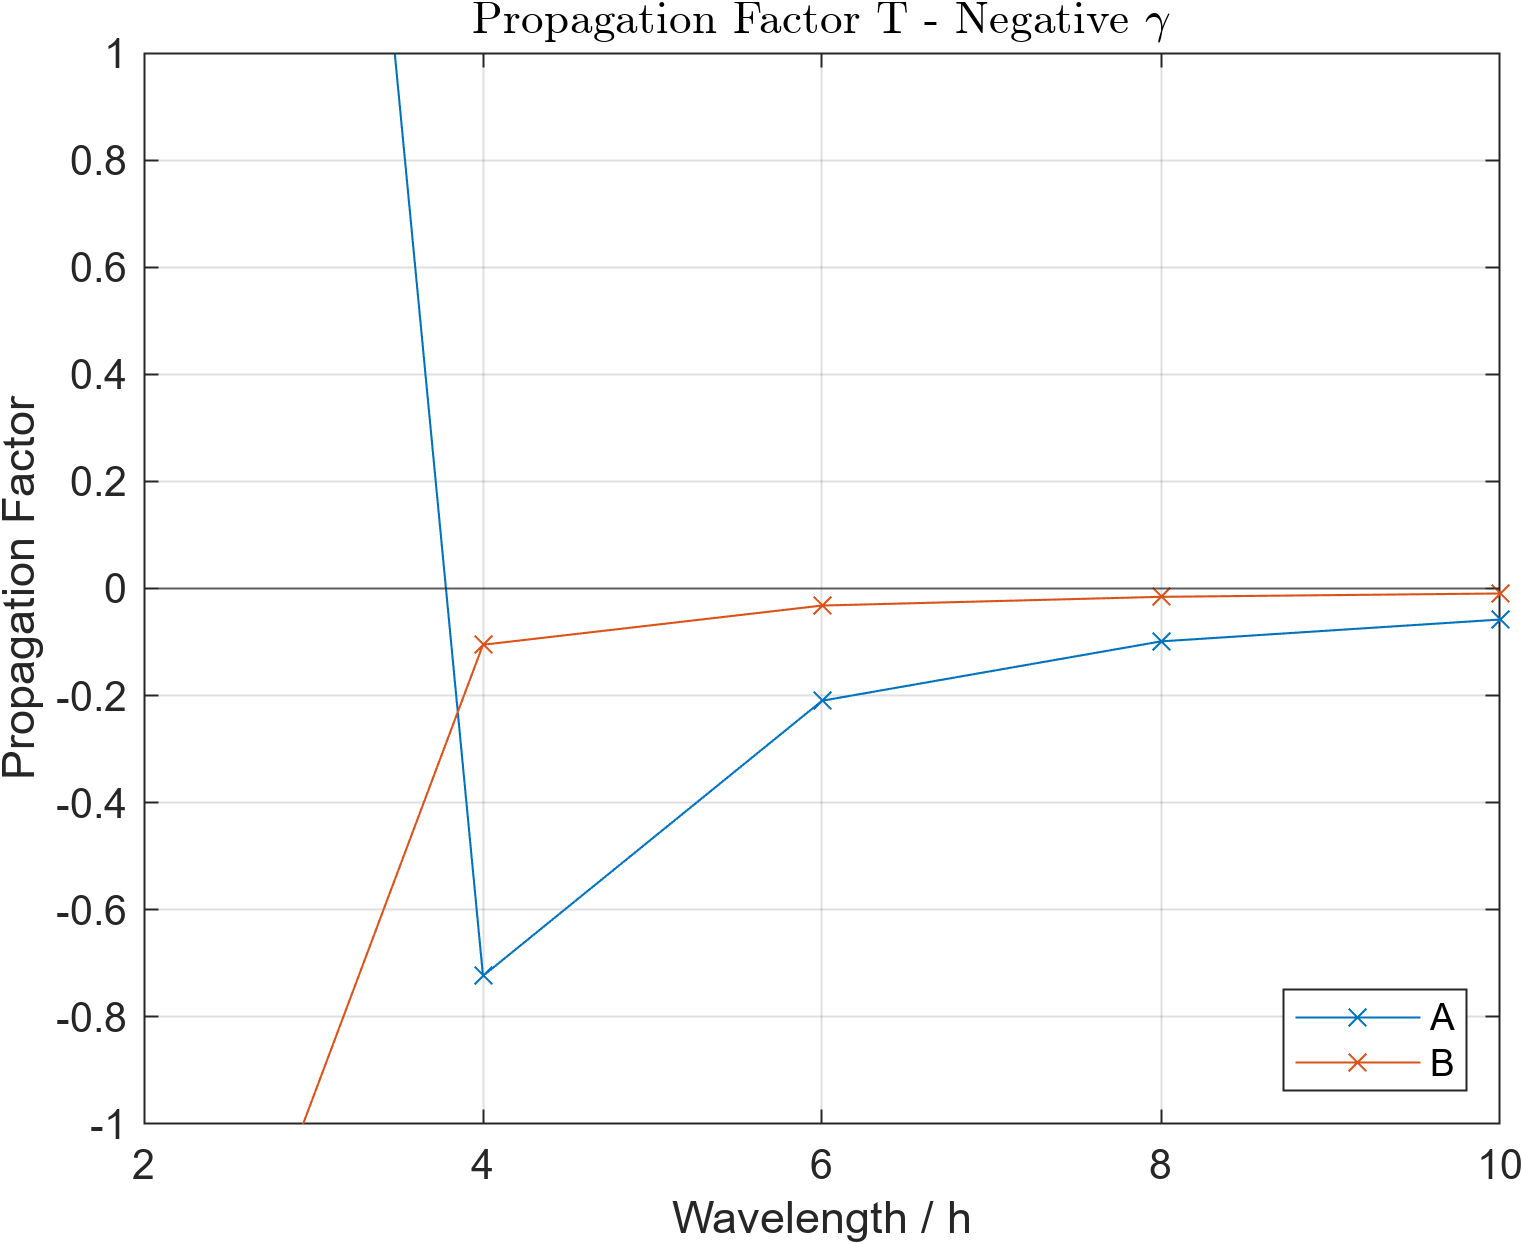 Propagation Factor T - Negative γ
1
0.8
0.6
0.4
0.2
0
-0.2
-0.4
-0.6
-0.8
-1
Propagation Factor
2 4 6 8 10
Wavelength / h
A
B